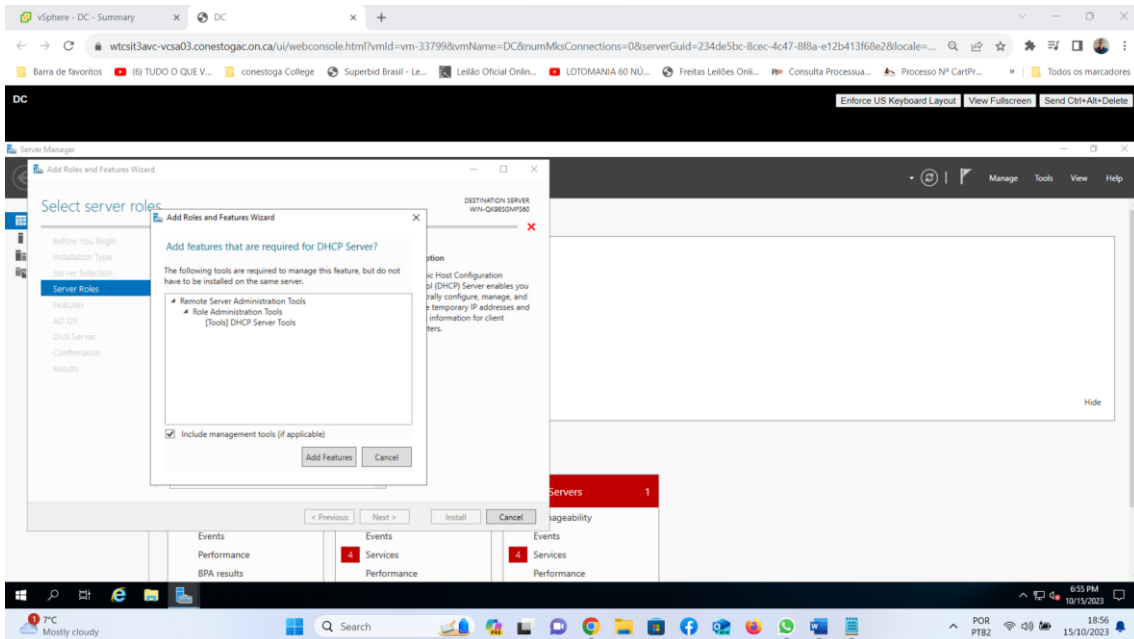 vSphere - DC - Summary
DC
wtcsit3avc-vcsa03.conestogac.on.ca/ui/webconsole.html?vmId=vm-33799&vmName=DC&numMksConnections=0&serverGuid=234de5bc-8cec-4c47-8f8a-e12b413f68e2&locale=...
Barra de favoritos
(6) TUDO O QUE V...
conestoga College
Superbid Brasil - Le...
Leilão Oficial Onlin...
LOTOMANIA 60 NÚ...
Freitas Leilões Onli...
Consulta Processua...
Processo Nº CartPr...
»
Todos os marcadores
DC
Enforce US Keyboard Layout
View Fullscreen
Send Ctrl+Alt+Delete
Server Manager
Manage
Tools
View
Help
Add Roles and Features Wizard
Select server roles
DESTINATION SERVER
Before You Begin
Installation Type
Server Selection
Server Roles
Features
AD DS
DNS Server
Confirmation
Results
Add Roles and Features Wizard
Add features that are required for DHCP Server?
The following tools are required to manage this feature, but do not
have to be installed on the same server.
Remote Server Administration Tools
Role Administration Tools
[Tools] DHCP Server Tools
Include management tools (if applicable)
Add Features
Cancel
ption
ic Host Configuration
ol (DHCP) Server enables you
rally configure, manage, and
e temporary IP addresses and
information for client
ters.
< Previous
Next >
Install
Cancel
Hide
Servers 1
nageability
Events
Events
Events
Performance
4 Services
4 Services
BPA results
Performance
Performance
6:55 PM
10/15/2023
1
7°C
Mostly cloudy
Search
POR
PTB2
18:56
15/10/2023